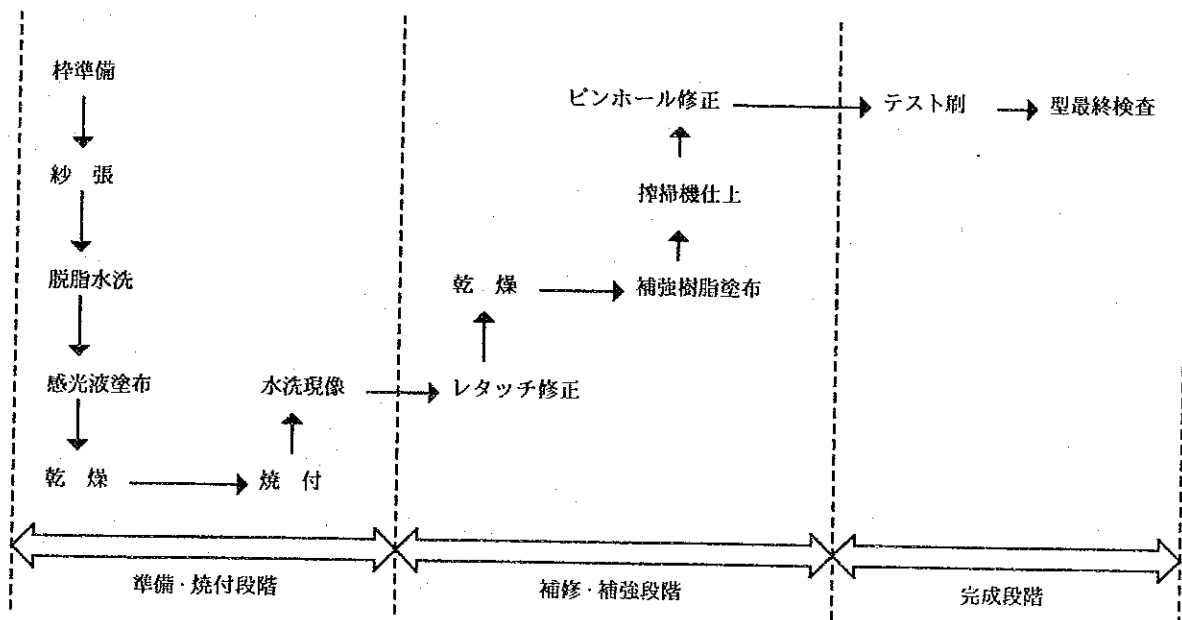 枠準備
紗 張
脱脂水洗
感光液塗布
乾 燥
焼 付
水洗現像
レタッチ修正
乾 燥
補強樹脂塗布
搾掃機仕上
ピンホール修正
テスト刷
型最終検査
準備・焼付段階
補修・補強段階
完成段階